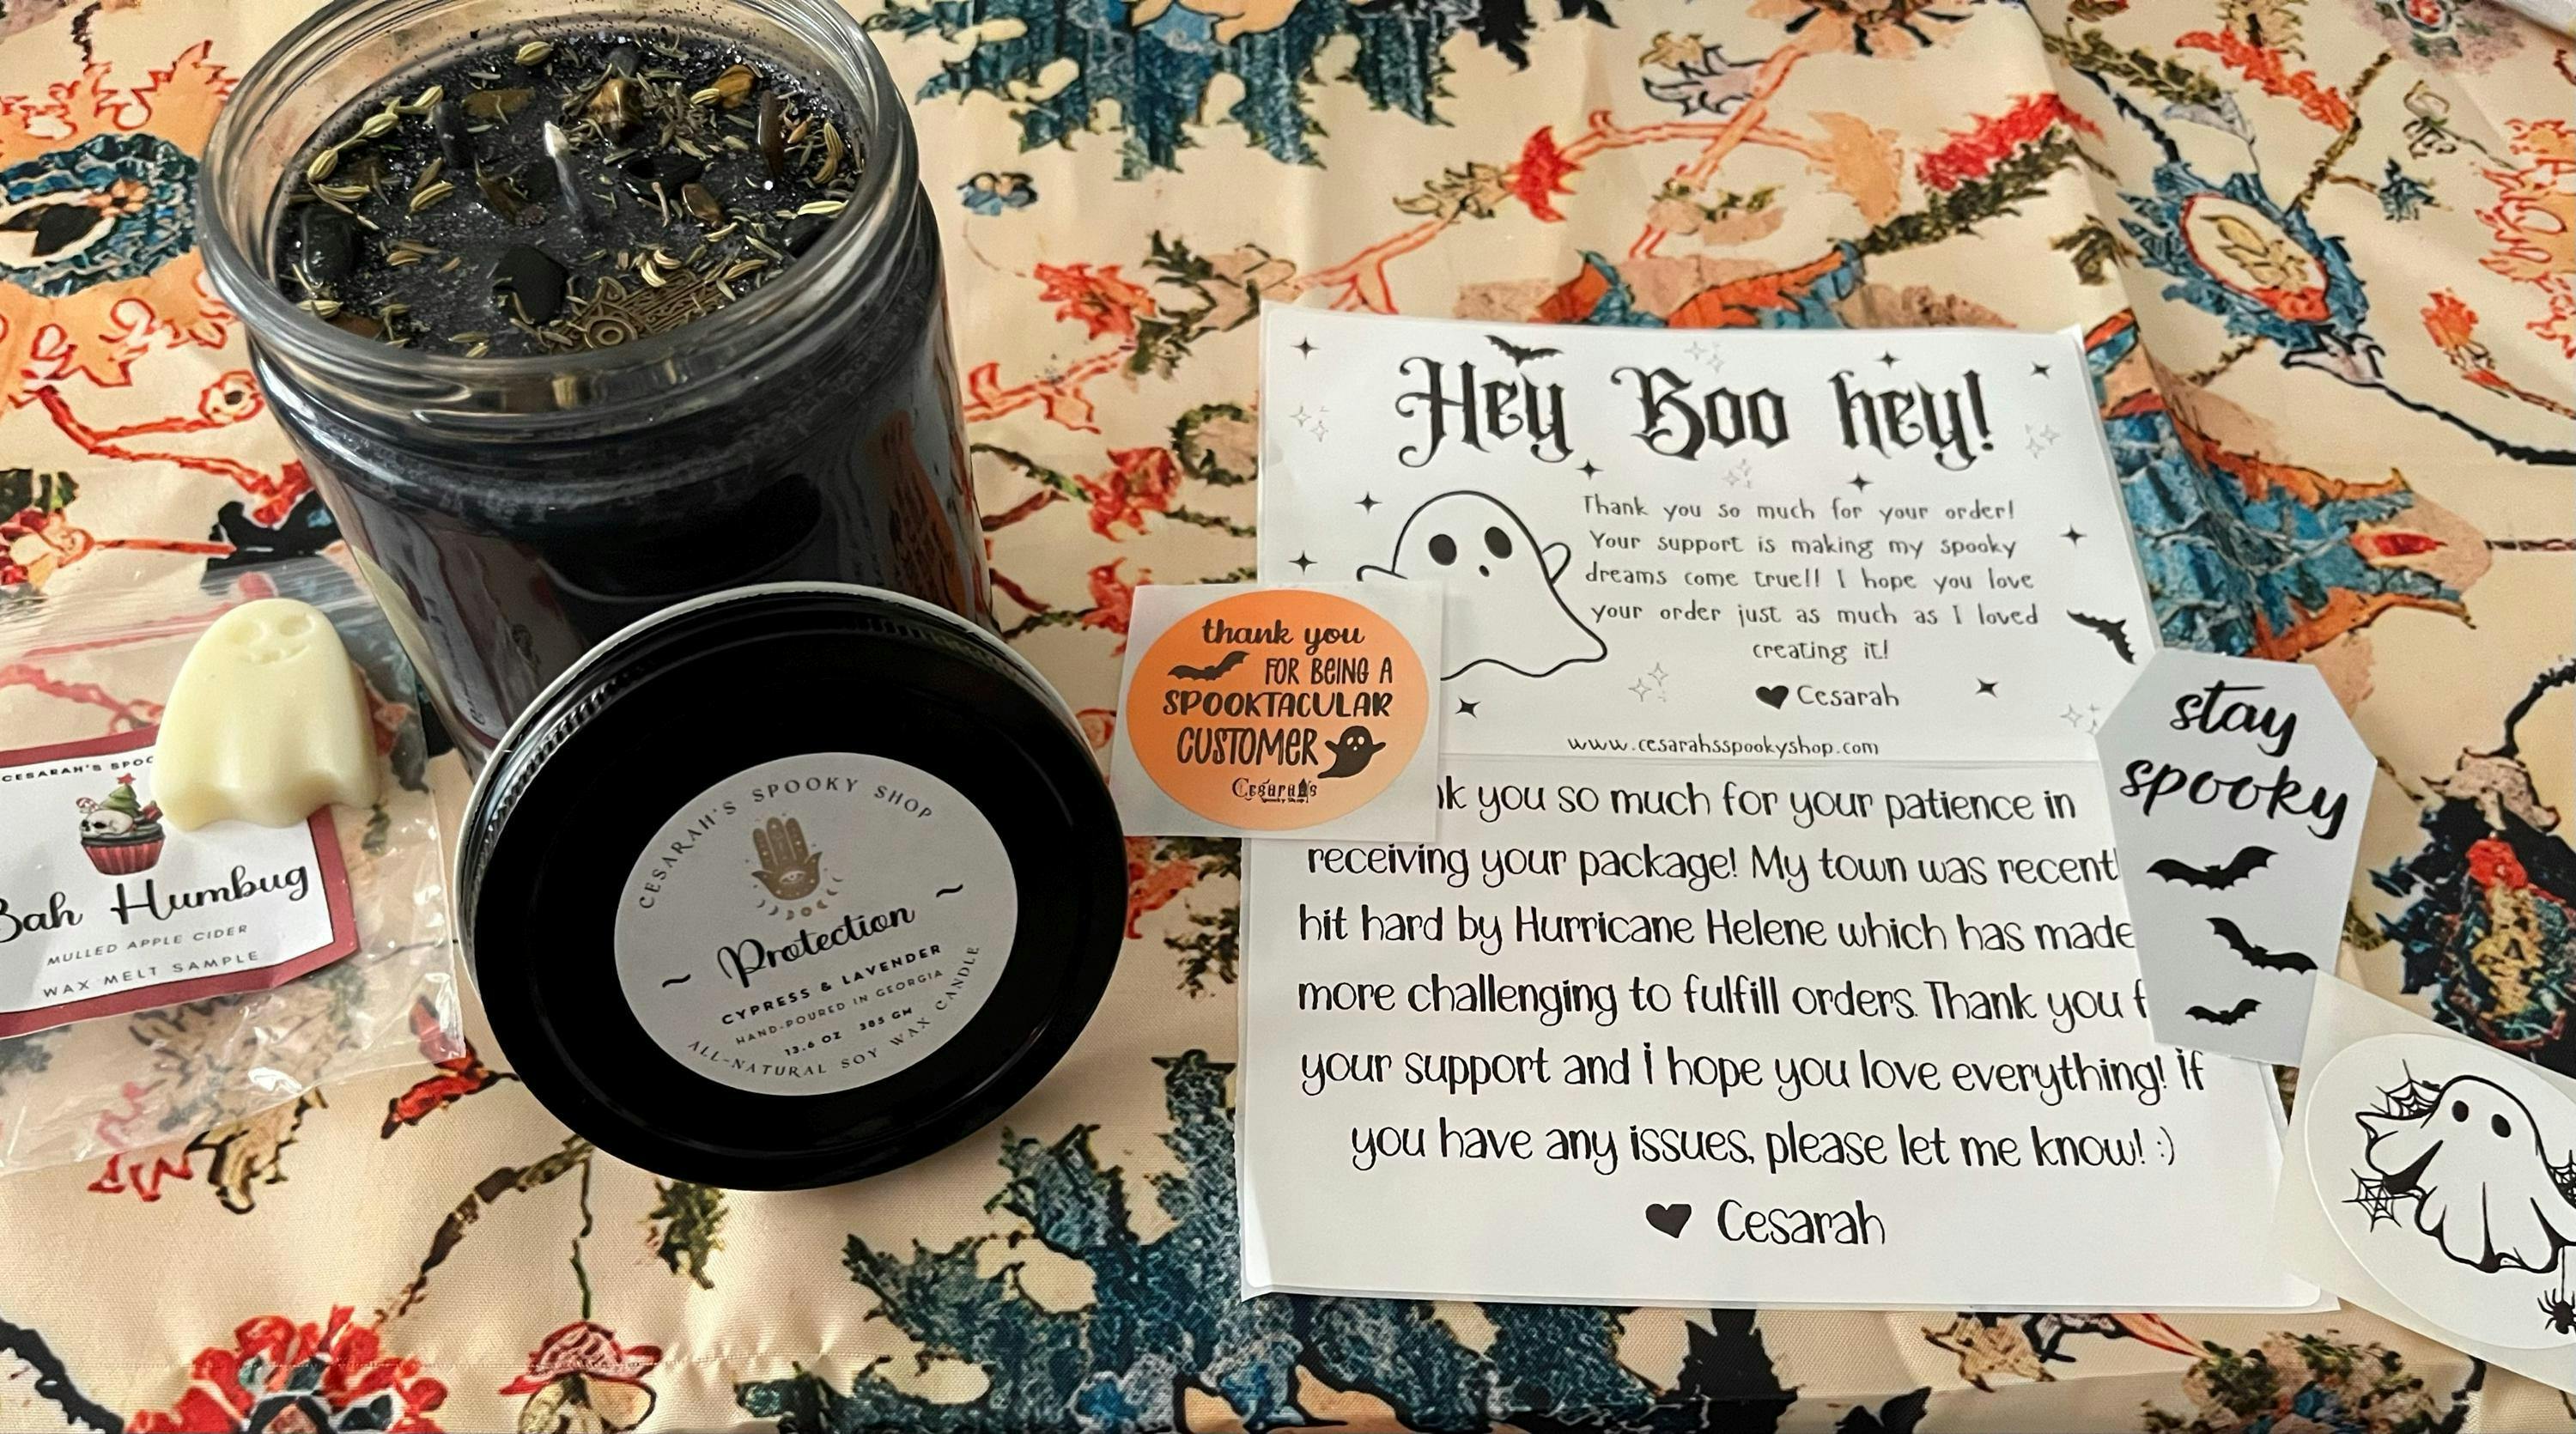 CESARAH'S
Bah Humbug
MULLED APPLE CIDER
WAX MELT SAMPLE
CESARAH'S SPOOKY SHOP
~ Protection ~
CYPRESS & LAVENDER
HAND-POURED IN GEORGIA
13.6 OZ 385 GM
ALL-NATURAL SOY WAX CANDLE
thank you
FOR BEING A
SPOOKTACULAR
CUSTOMER
Cesarah's
Spooky Shop
Hey Boo hey!
Thank you so much for your order!
Your support is making my spooky
dreams come true!! I hope you love
your order just as much as I loved
creating it!
♥ Cesarah
www.cesarahsspookyshop.com
you so much for your patience in
receiving your package! My town was
hit hard by Hurricane Helene which has made
more challenging to fulfill orders. Thank you
your support and i hope you love everything! if
you have any issues, please let me know! :)
♥ Cesarah
stay
spooky